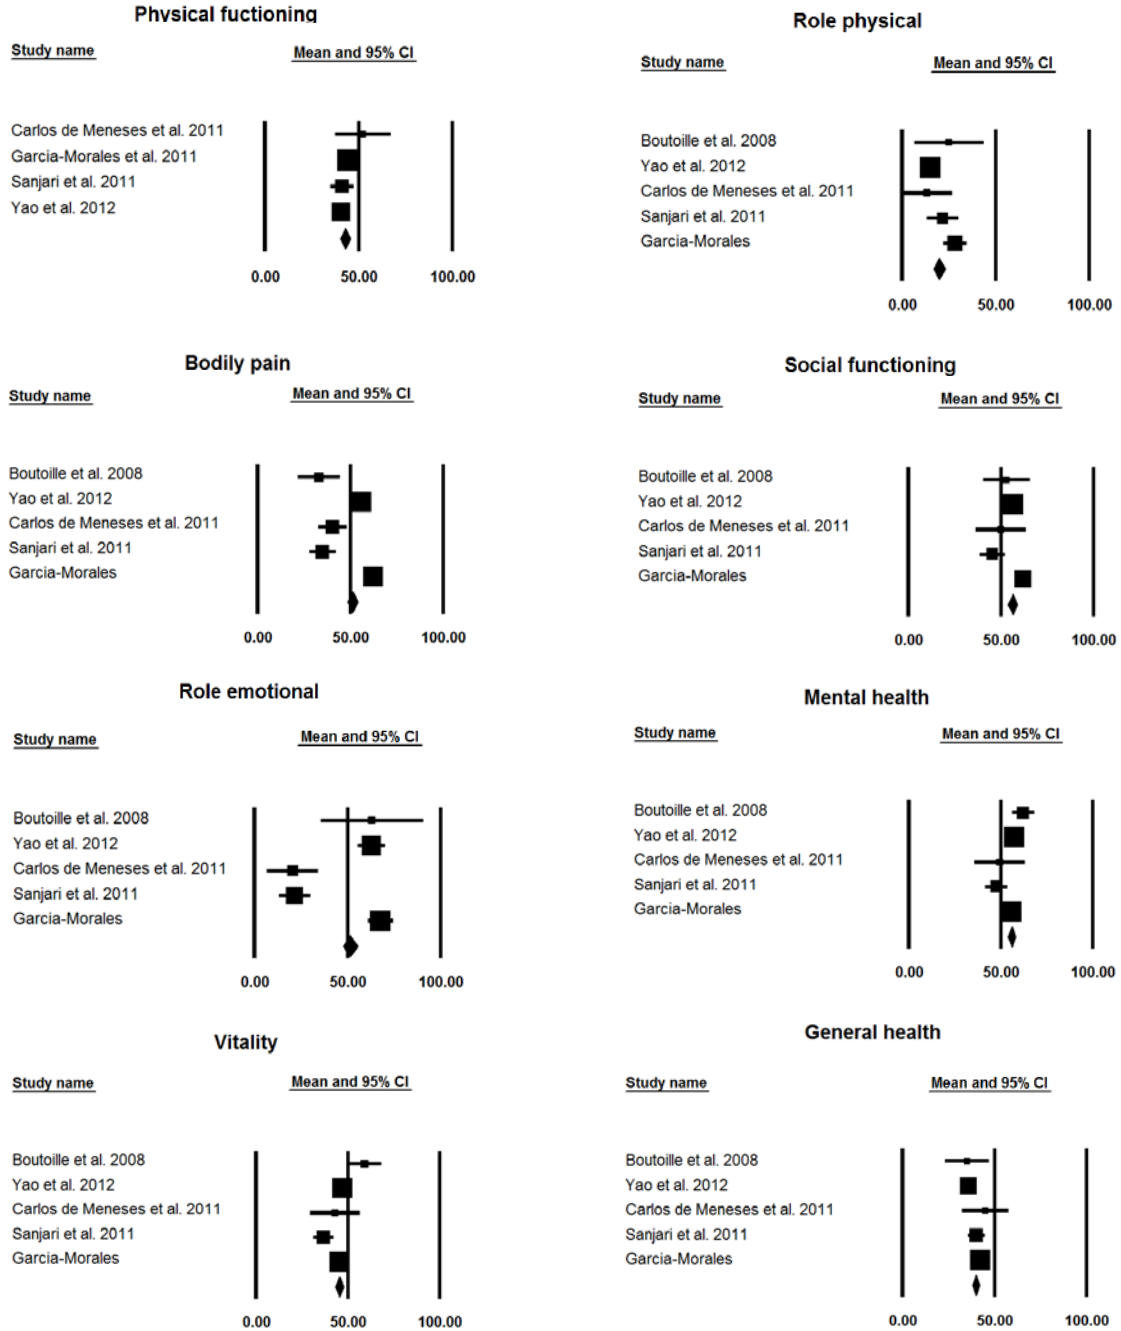 Physical fuctioning
Study name
Mean and 95% CI
Carlos de Meneses et al. 2011
Garcia-Morales et al. 2011
Sanjari et al. 2011
Yao et al. 2012
0.00 50.00 100.00
Role physical
Study name
Mean and 95% CI
Boutoille et al. 2008
Yao et al. 2012
Carlos de Meneses et al. 2011
Sanjari et al. 2011
Garcia-Morales
0.00 50.00 100.00
Bodily pain
Study name
Mean and 95% CI
Boutoille et al. 2008
Yao et al. 2012
Carlos de Meneses et al. 2011
Sanjari et al. 2011
Garcia-Morales
0.00 50.00 100.00
Social functioning
Study name
Mean and 95% CI
Boutoille et al. 2008
Yao et al. 2012
Carlos de Meneses et al. 2011
Sanjari et al. 2011
Garcia-Morales
0.00 50.00 100.00
Role emotional
Study name
Mean and 95% CI
Boutoille et al. 2008
Yao et al. 2012
Carlos de Meneses et al. 2011
Sanjari et al. 2011
Garcia-Morales
0.00 50.00 100.00
Mental health
Study name
Mean and 95% CI
Boutoille et al. 2008
Yao et al. 2012
Carlos de Meneses et al. 2011
Sanjari et al. 2011
Garcia-Morales
0.00 50.00 100.00
Vitality
Study name
Mean and 95% CI
Boutoille et al. 2008
Yao et al. 2012
Carlos de Meneses et al. 2011
Sanjari et al. 2011
Garcia-Morales
0.00 50.00 100.00
General health
Study name
Mean and 95% CI
Boutoille et al. 2008
Yao et al. 2012
Carlos de Meneses et al. 2011
Sanjari et al. 2011
Garcia-Morales
0.00 50.00 100.00